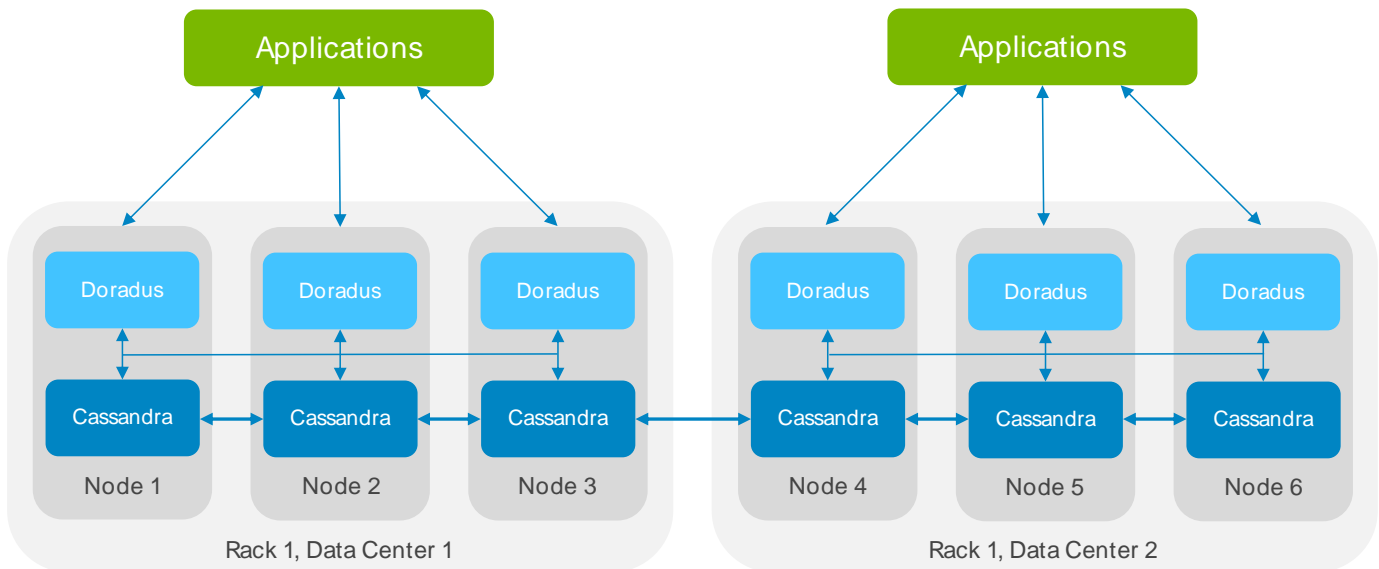 Applications
Applications
Doradus
Doradus
Doradus
Doradus
Doradus
Doradus
Cassandra
Cassandra
Cassandra
Cassandra
Cassandra
Cassandra
Node 1
Node 2
Node 3
Node 4
Node 5
Node 6
Rack 1, Data Center 1
Rack 1, Data Center 2